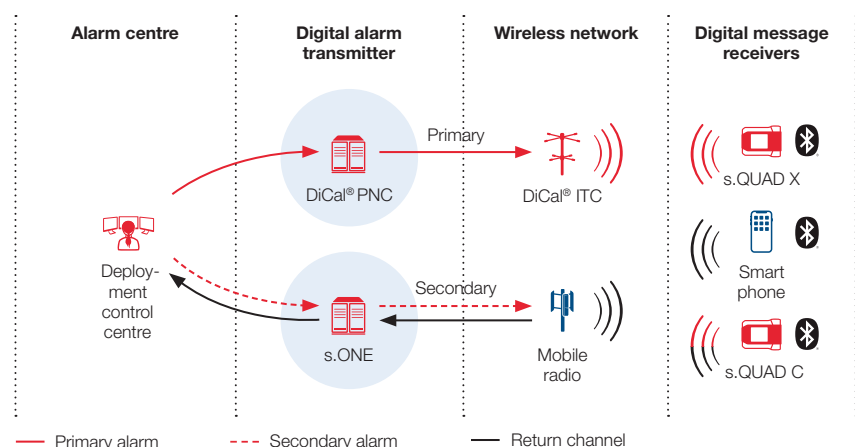 Alarm centre
Digital alarm
transmitter
Wireless network
Digital message
receivers
Primary
DiCal® PNC
DiCal® ITC
s.QUAD X
Deploy-
ment
control
centre
Secondary
s.ONE
Mobile
radio
Smart
phone
s.QUAD C
Primary alarm
Secondary alarm
Return channel